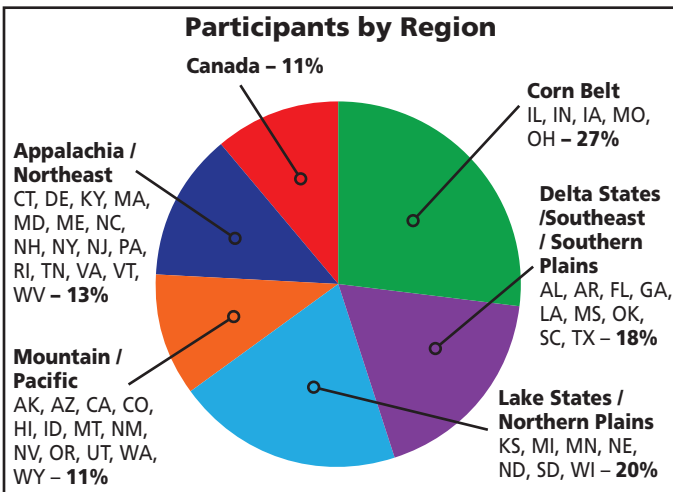 Participants by Region
Canada – 11%
Corn Belt
IL, IN, IA, MO,
OH – 27%
Delta States
/Southeast
/ Southern
Plains
AL, AR, FL, GA,
LA, MS, OK,
SC, TX – 18%
Lake States /
Northern Plains
KS, MI, MN, NE,
ND, SD, WI – 20%
Mountain /
Pacific
AK, AZ, CA, CO,
HI, ID, MT, NM,
NV, OR, UT, WA,
WY – 11%
Appalachia /
Northeast
CT, DE, KY, MA,
MD, ME, NC,
NH, NY, NJ, PA,
RI, TN, VA, VT,
WV – 13%